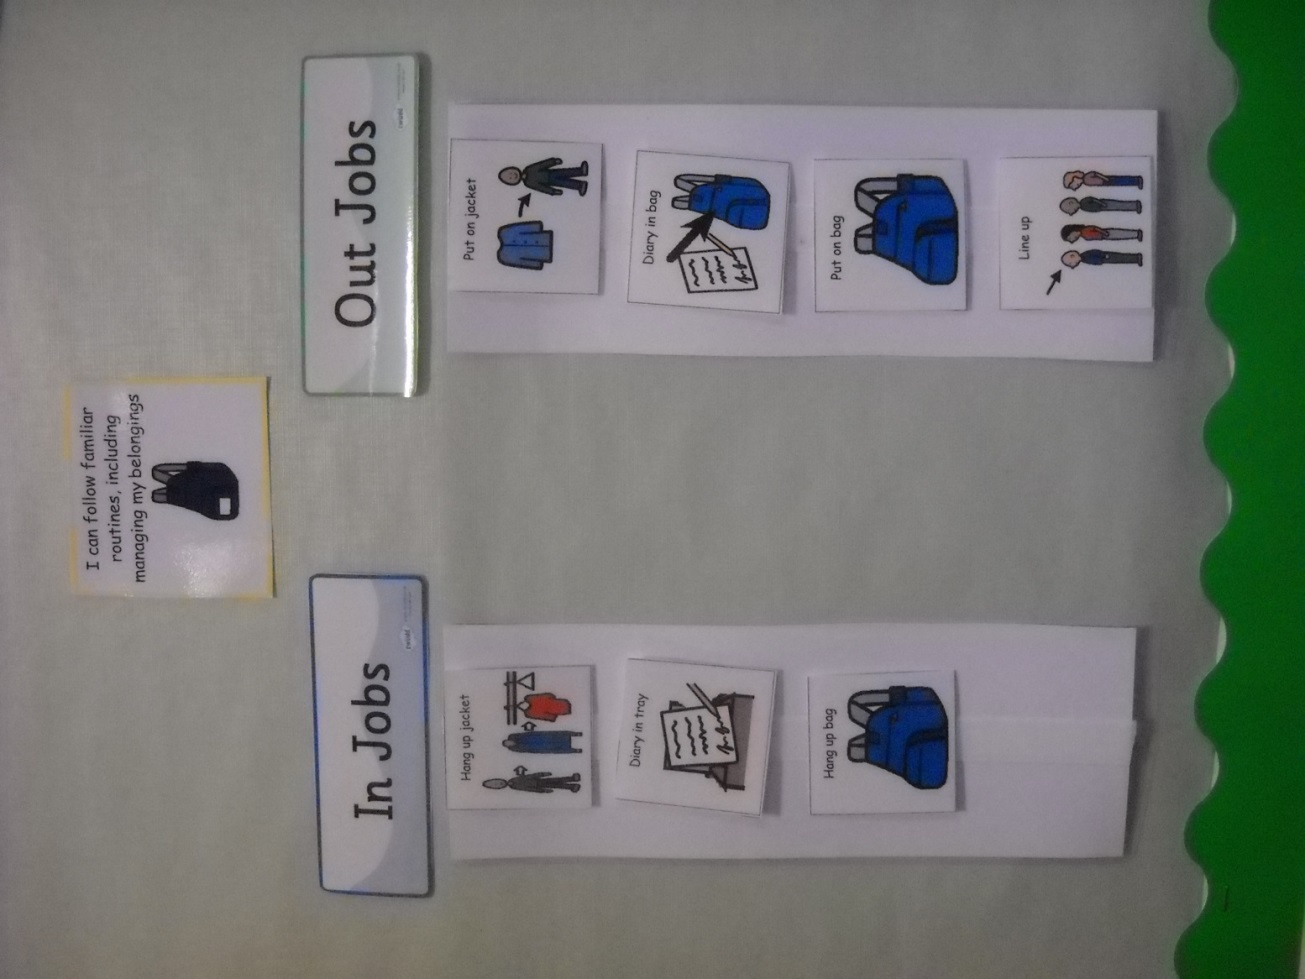 I can follow familiar
routines, including
managing my belongings
In Jobs
Hang up jacket
Diary in tray
Hang up bag
Out Jobs
Put on jacket
Diary in bag
Put on bag
Line up